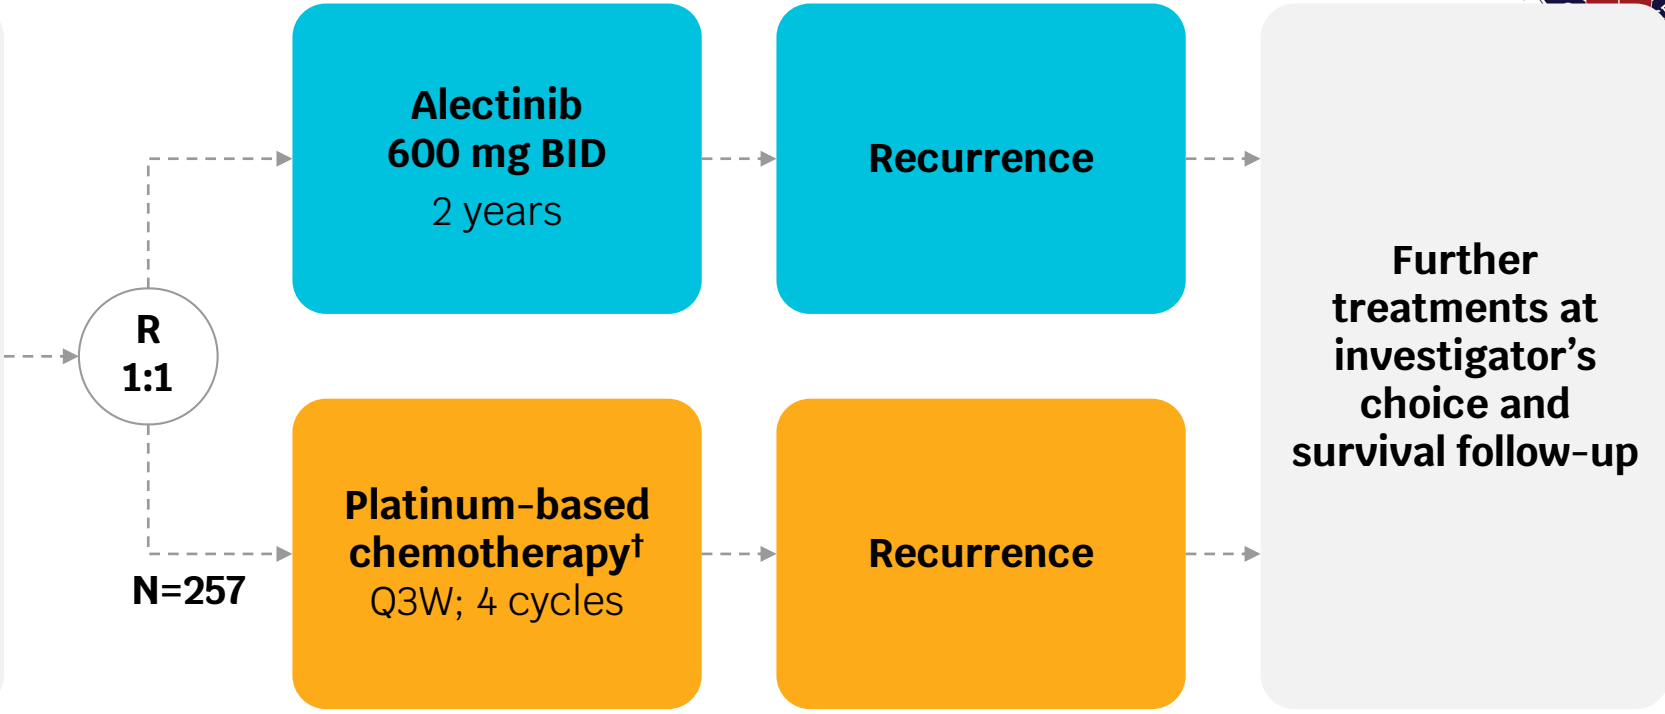 R
1:1
N=257
Alectinib
600 mg BID
2 years
Recurrence
Platinum-based
chemotherapy†
Q3W; 4 cycles
Recurrence
Further
treatments at
investigator’s
choice and
survival follow-up